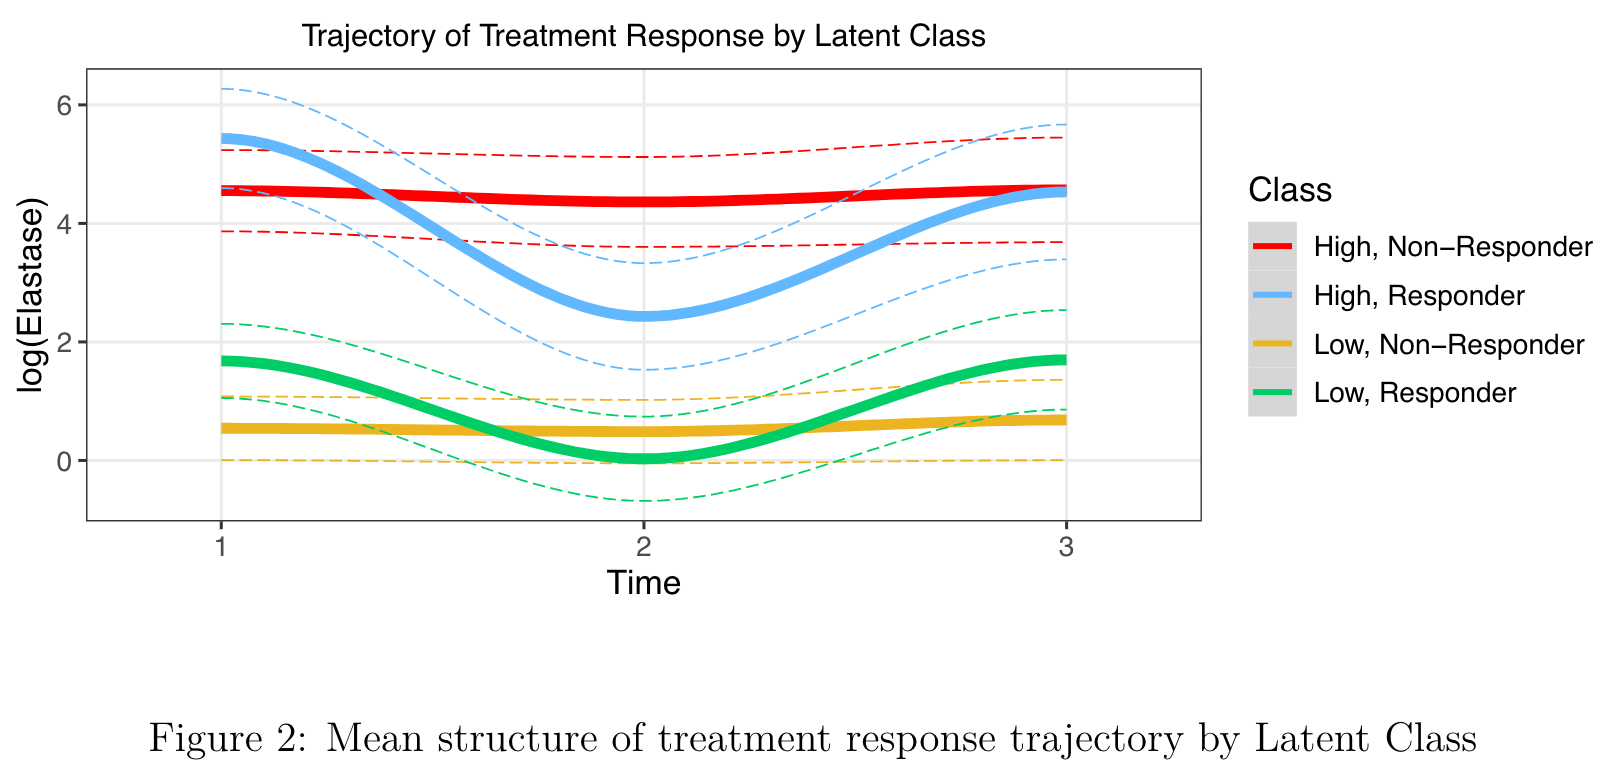 Trajectory of Treatment Response by Latent Class
6
4
2
0
log(Elastase)
1 2 3
Time
Class
High, Non−Responder
High, Responder
Low, Non−Responder
Low, Responder
Figure 2: Mean structure of treatment response trajectory by Latent Class